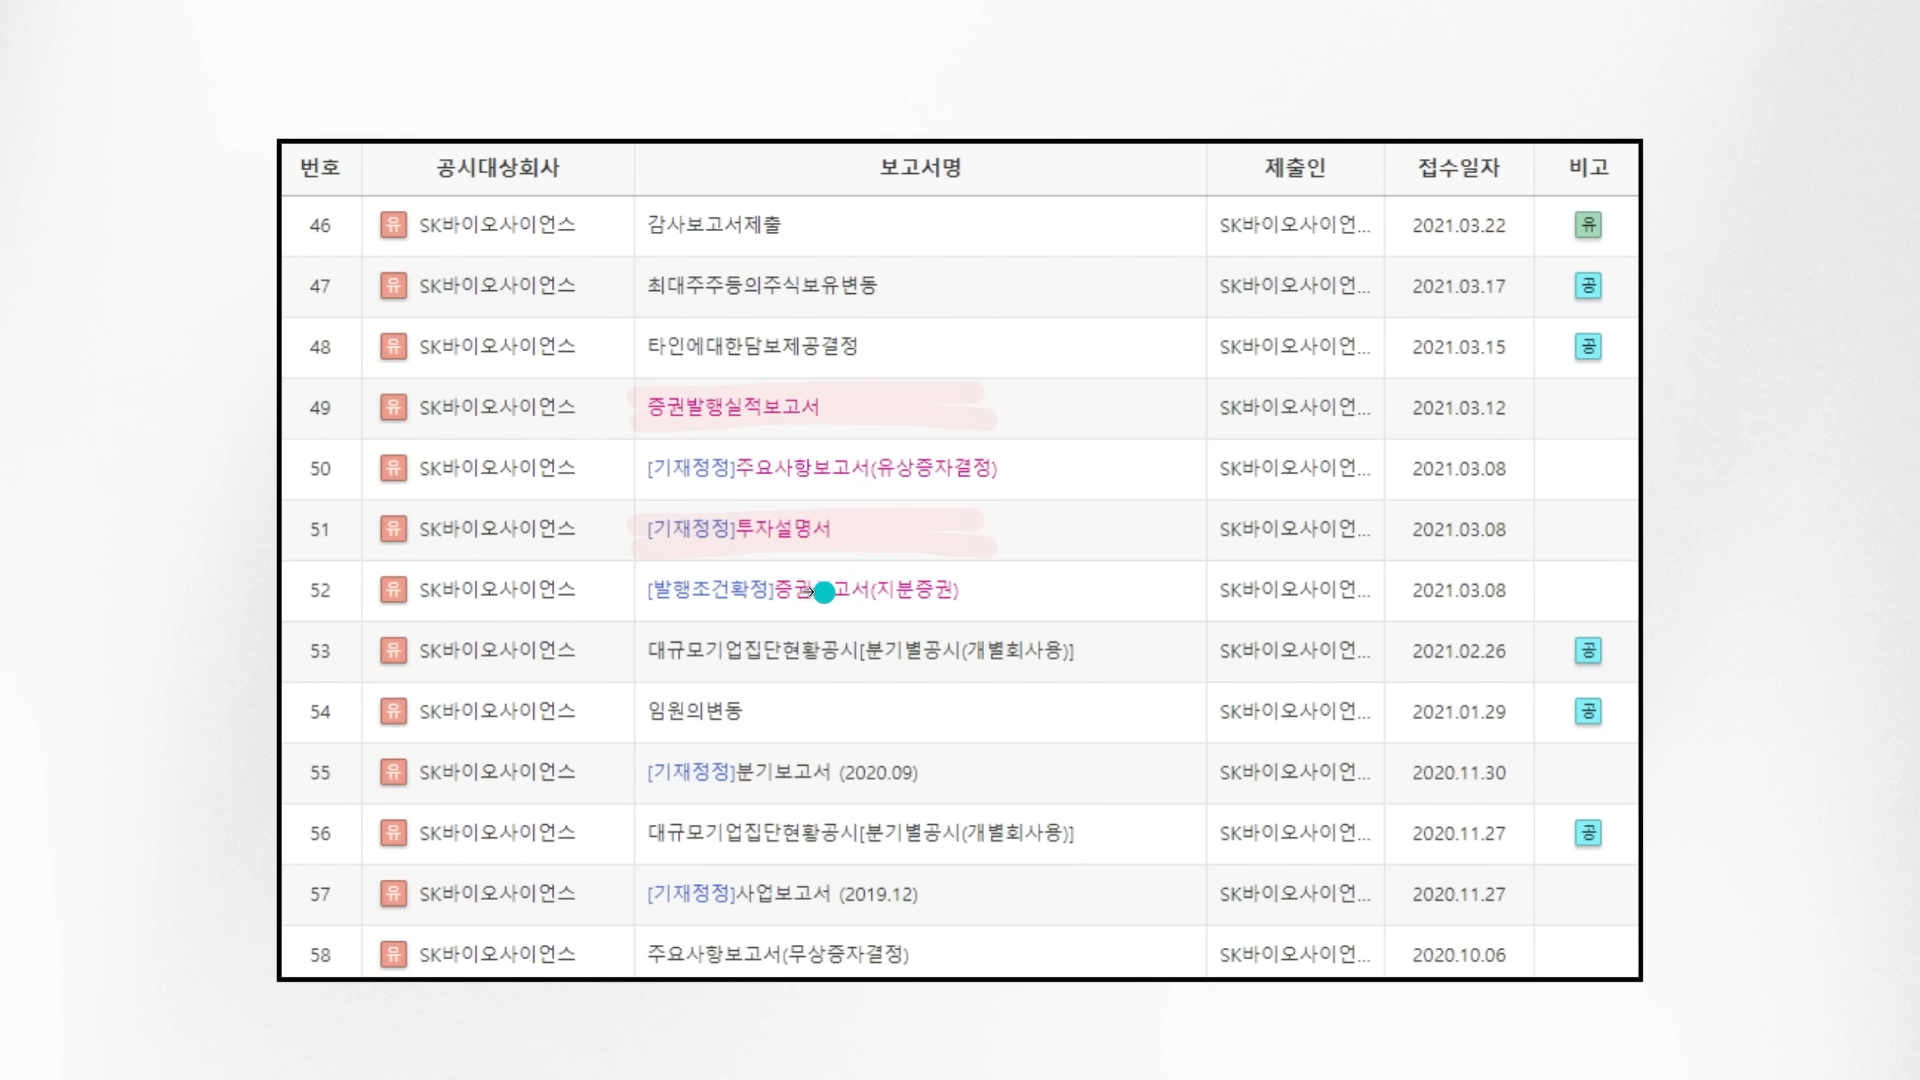 번호 공시대상회사 보고서명 제출인 접수일자 비고
46 유 SK바이오사이언스 감사보고서제출 SK바이오사이언... 2021.03.22 유
47 유 SK바이오사이언스 최대주주등의주식보유변동 SK바이오사이언... 2021.03.17 공
48 유 SK바이오사이언스 타인에대한담보제공결정 SK바이오사이언... 2021.03.15 공
49 유 SK바이오사이언스 증권발행실적보고서 SK바이오사이언... 2021.03.12
50 유 SK바이오사이언스 [기재정정]주요사항보고서(유상증자결정) SK바이오사이언... 2021.03.08
51 유 SK바이오사이언스 [기재정정]투자설명서 SK바이오사이언... 2021.03.08
52 유 SK바이오사이언스 [발행조건확정]증권 고서(지분증권) SK바이오사이언... 2021.03.08
53 유 SK바이오사이언스 대규모기업집단현황공시[분기별공시(개별회사용)] SK바이오사이언... 2021.02.26 공
54 유 SK바이오사이언스 임원의변동 SK바이오사이언... 2021.01.29 공
55 유 SK바이오사이언스 [기재정정]분기보고서 (2020.09) SK바이오사이언... 2020.11.30
56 유 SK바이오사이언스 대규모기업집단현황공시[분기별공시(개별회사용)] SK바이오사이언... 2020.11.27 공
57 유 SK바이오사이언스 [기재정정]사업보고서 (2019.12) SK바이오사이언... 2020.11.27
58 유 SK바이오사이언스 주요사항보고서(무상증자결정) SK바이오사이언... 2020.10.06